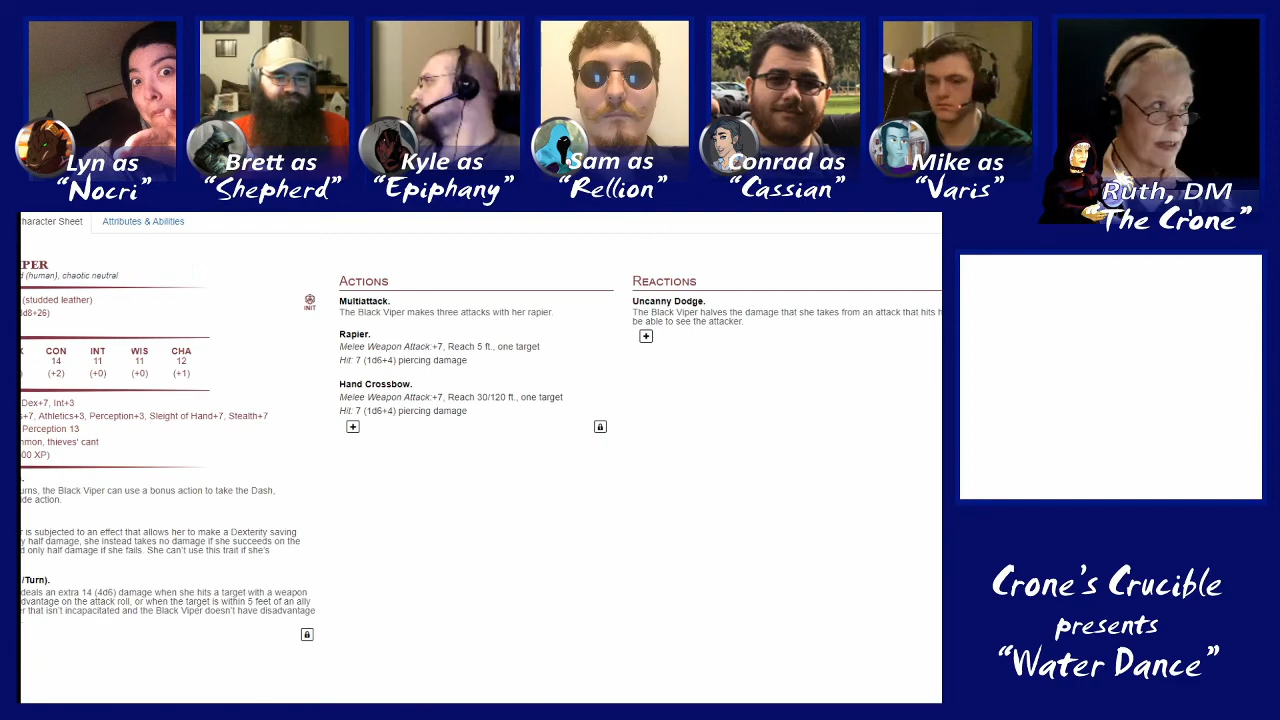 Lyn as
"Nocri"
Brett as
"Shepherd"
Kyle as
"Epiphany"
Sam as
"Rellion"
Conrad as
"Cassian"
Mike as
"Varis"
Ruth, DM
"The Crone"
haracter Sheet
Attributes & Abilities
PER
d (human), chaotic neutral
(studded leather)
d8+26)
INIT
CON INT WIS CHA
14 11 11 12
(+2) (+0) (+0) (+1)
Dex+7, Int+3
s+7, Athletics+3, Perception+3, Sleight of Hand+7, Stealth+7
Perception 13
mmon, thieves' cant
00 XP)
urns, the Black Viper can use a bonus action to take the Dash,
de action.
r is subjected to an effect that allows her to make a Dexterity saving
y half damage, she instead takes no damage if she succeeds on the
d only half damage if she fails. She can't use this trait if she's
/Turn).
deals an extra 14 (4d6) damage when she hits a target with a weapon
dvantage on the attack roll, or when the target is within 5 feet of an ally
er that isn't incapacitated and the Black Viper doesn't have disadvantage
Actions
Multiattack.
The Black Viper makes three attacks with her rapier.
Rapier.
Melee Weapon Attack:+7, Reach 5 ft., one target
Hit: 7 (1d6+4) piercing damage
Hand Crossbow.
Melee Weapon Attack:+7, Reach 30/120 ft., one target
Hit: 7 (1d6+4) piercing damage
Reactions
Uncanny Dodge.
The Black Viper halves the damage that she takes from an attack that hits h
be able to see the attacker.
Crone's Crucible
presents
"Water Dance"